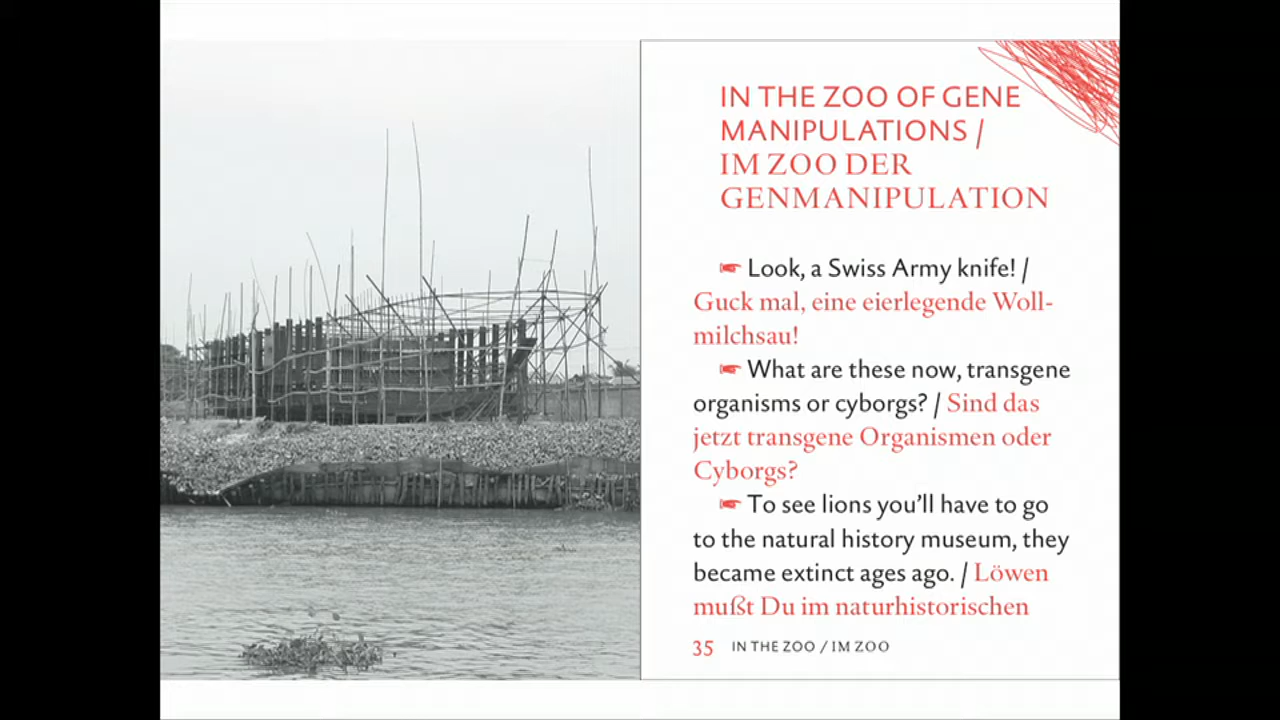 IN THE ZOO OF GENE
MANIPULATIONS /
IM ZOO DER
GENMANIPULATION
☛ Look, a Swiss Army knife! /
Guck mal, eine eierlegende Woll-
milchsau!
☛ What are these now, transgene
organisms or cyborgs? / Sind das
jetzt transgene Organismen oder
Cyborgs?
☛ To see lions you’ll have to go
to the natural history museum, they
became extinct ages ago. / Löwen
mußt Du im naturhistorischen
35 IN THE ZOO / IM ZOO